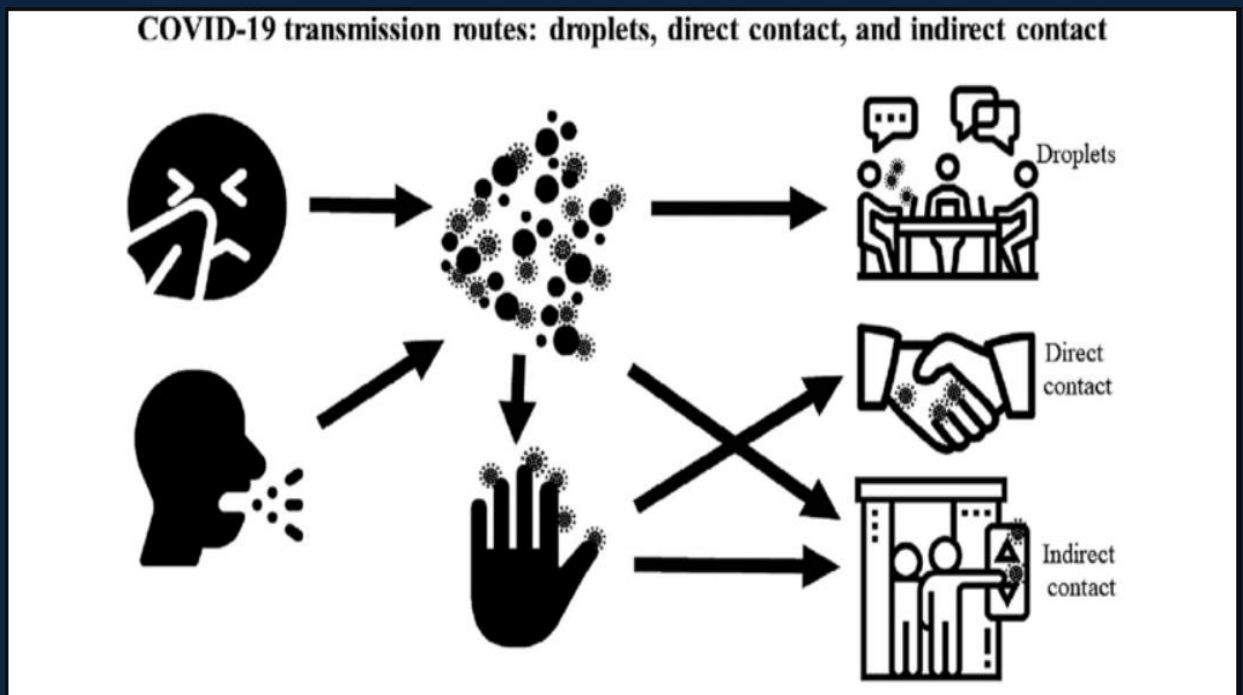 COVID-19 transmission routes: droplets, direct contact, and indirect contact
Droplets
Direct
contact
Indirect
contact